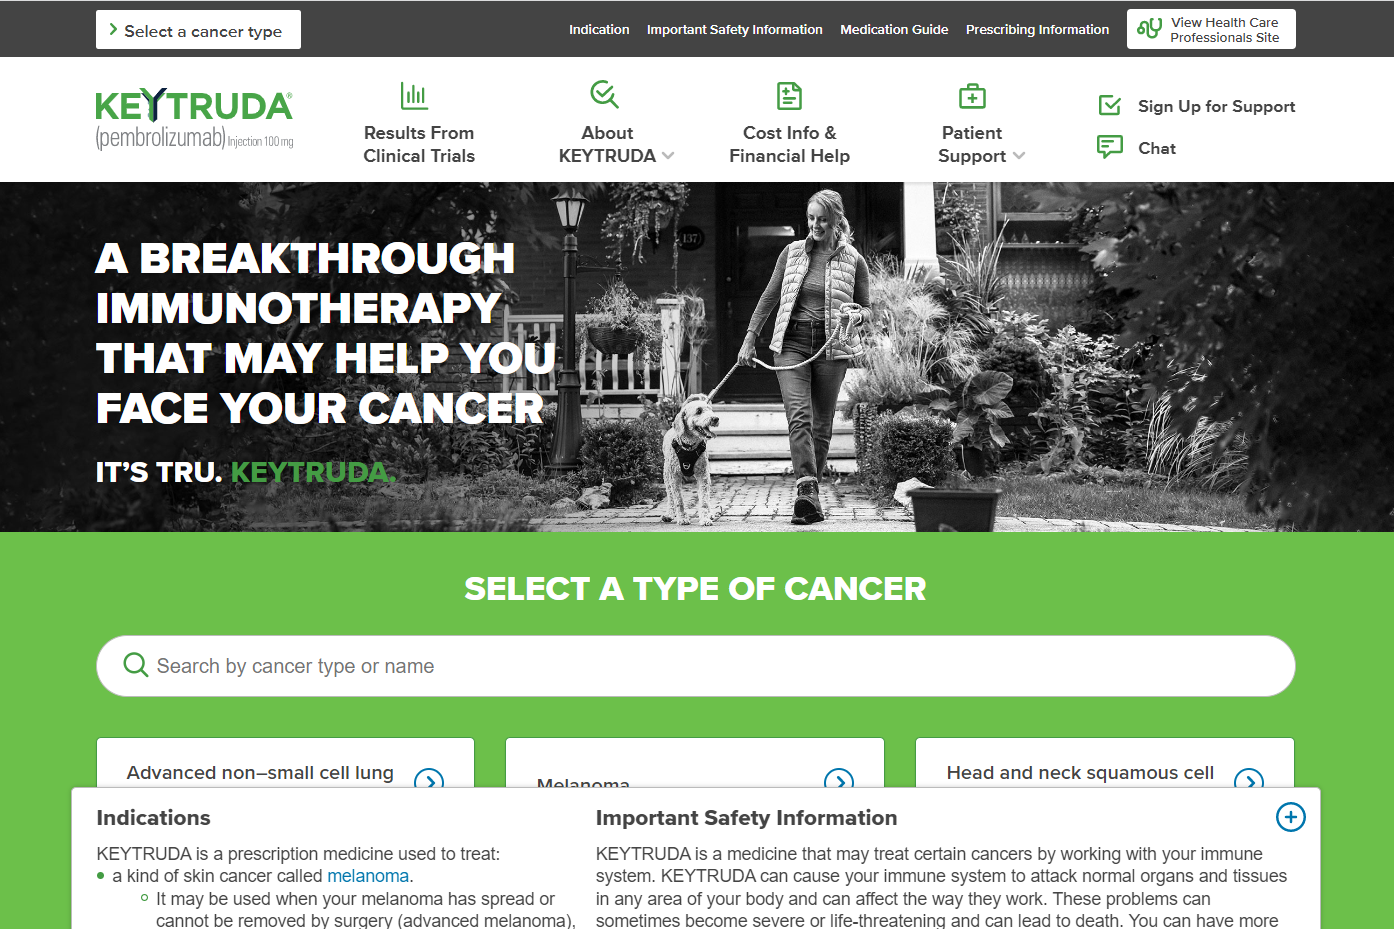 Select a cancer type
Indication
Important Safety Information
Medication Guide
Prescribing Information
View Health Care
Professionals Site
KEYTRUDA®
(pembrolizumab) Injection 100 mg
Results From
Clinical Trials
About
KEYTRUDA
Cost Info &
Financial Help
Patient
Support
Sign Up for Support
Chat
137
A BREAKTHROUGH
IMMUNOTHERAPY
THAT MAY HELP YOU
FACE YOUR CANCER
IT’S TRU. KEYTRUDA.
SELECT A TYPE OF CANCER
Search by cancer type or name
Advanced non–small cell lung
Melanoma
Head and neck squamous cell
Indications
KEYTRUDA is a prescription medicine used to treat:
a kind of skin cancer called melanoma.
It may be used when your melanoma has spread or
cannot be removed by surgery (advanced melanoma),
Important Safety Information
KEYTRUDA is a medicine that may treat certain cancers by working with your immune
system. KEYTRUDA can cause your immune system to attack normal organs and tissues
in any area of your body and can affect the way they work. These problems can
sometimes become severe or life-threatening and can lead to death. You can have more